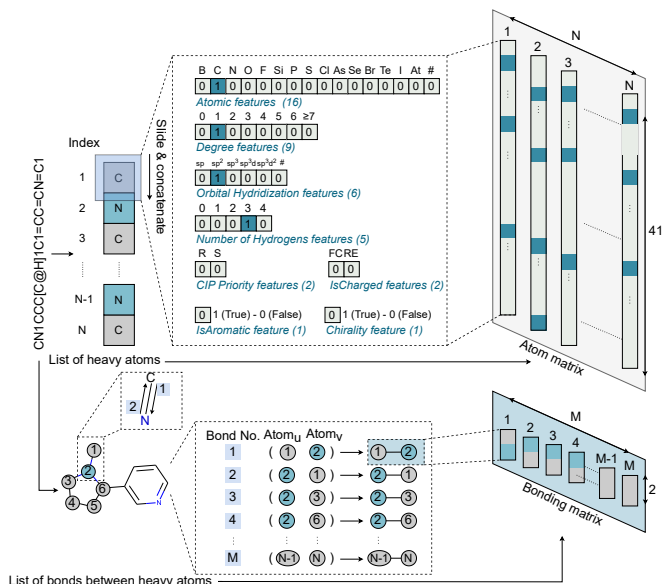 B C N O F Si P S Cl As Se Br Te I At #
0 1 0 0 0 0 0 0 0 0 0 0 0 0 0 0
Atomic features (16)
0 1 2 3 4 5 6 ≥7
0 1 0 0 0 0 0 0
Degree features (9)
sp sp² sp³ sp³d sp³d² #
0 1 0 0 0 0
Orbital Hydridization features (6)
0 1 2 3 4
0 0 0 1 0
Number of Hydrogens features (5)
R S
0 0
CIP Priority features (2)
FCRE
0 0
IsCharged features (2)
0 1 (True) - 0 (False)
IsAromatic feature (1)
0 1 (True) - 0 (False)
Chirality feature (1)
CN1CCC[C@H]1C1=CC=CN=C1
Index
1 C
2 N
3 C
N-1 N
N C
Slide & concatenate
List of heavy atoms
1
2
3
N
N
41
Atom matrix
C
1
2
N
1
2
3
4
5
6
N
Bond No. Atomu Atomv
1 ( 1 2 ) 1 2
2 ( 2 1 ) 2 1
3 ( 2 3 ) 2 3
4 ( 2 6 ) 2 6
M ( N-1 N ) N-1 N
M
1
2
3
4
M-1
M
2
Bonding matrix
List of bonds between heavy atoms